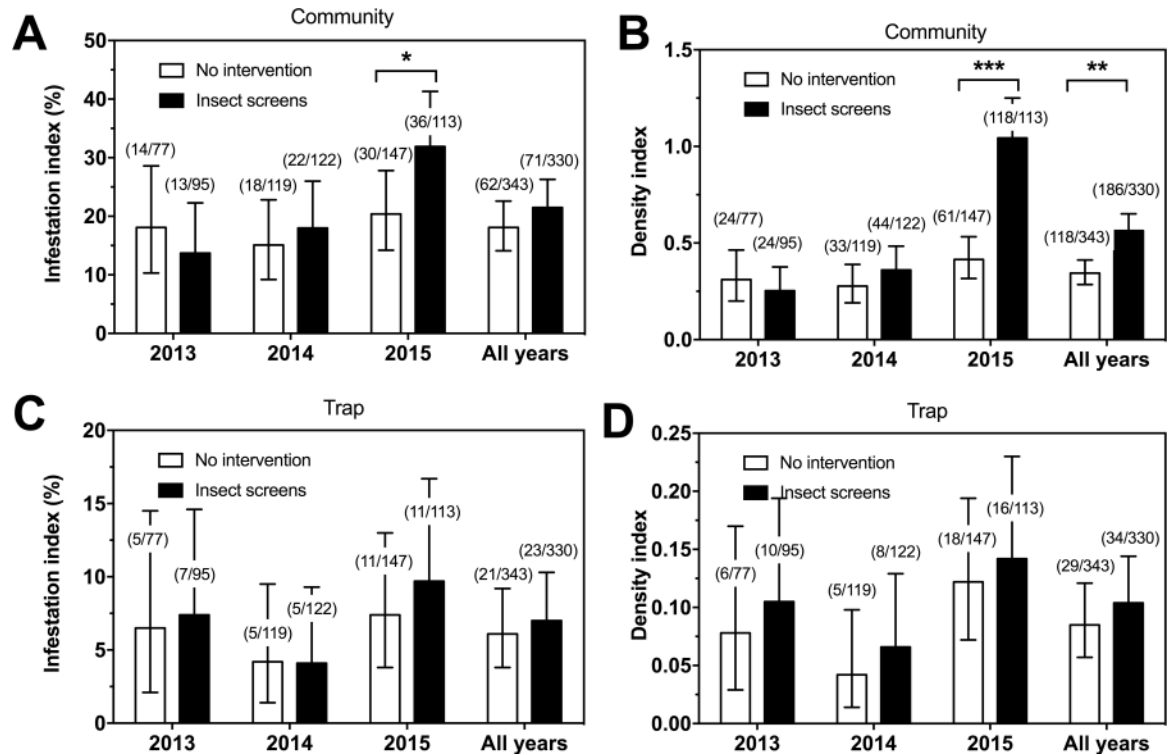 A
Community
Infestation index (%)
50
40
30
20
10
0
No intervention
Insect screens
*
(14/77)
(13/95)
(18/119)
(22/122)
(30/147)
(36/113)
(62/343)
(71/330)
2013
2014
2015
All years
B
Community
Density index
1.5
1.0
0.5
0.0
No intervention
Insect screens
***
**
(24/77)
(24/95)
(33/119)
(44/122)
(61/147)
(118/113)
(118/343)
(186/330)
2013
2014
2015
All years
C
Trap
Infestation index (%)
20
15
10
5
0
No intervention
Insect screens
(5/77)
(7/95)
(5/119)
(5/122)
(11/147)
(11/113)
(21/343)
(23/330)
2013
2014
2015
All years
D
Trap
Density index
0.25
0.20
0.15
0.10
0.05
0.00
No intervention
Insect screens
(6/77)
(10/95)
(5/119)
(8/122)
(18/147)
(16/113)
(29/343)
(34/330)
2013
2014
2015
All years